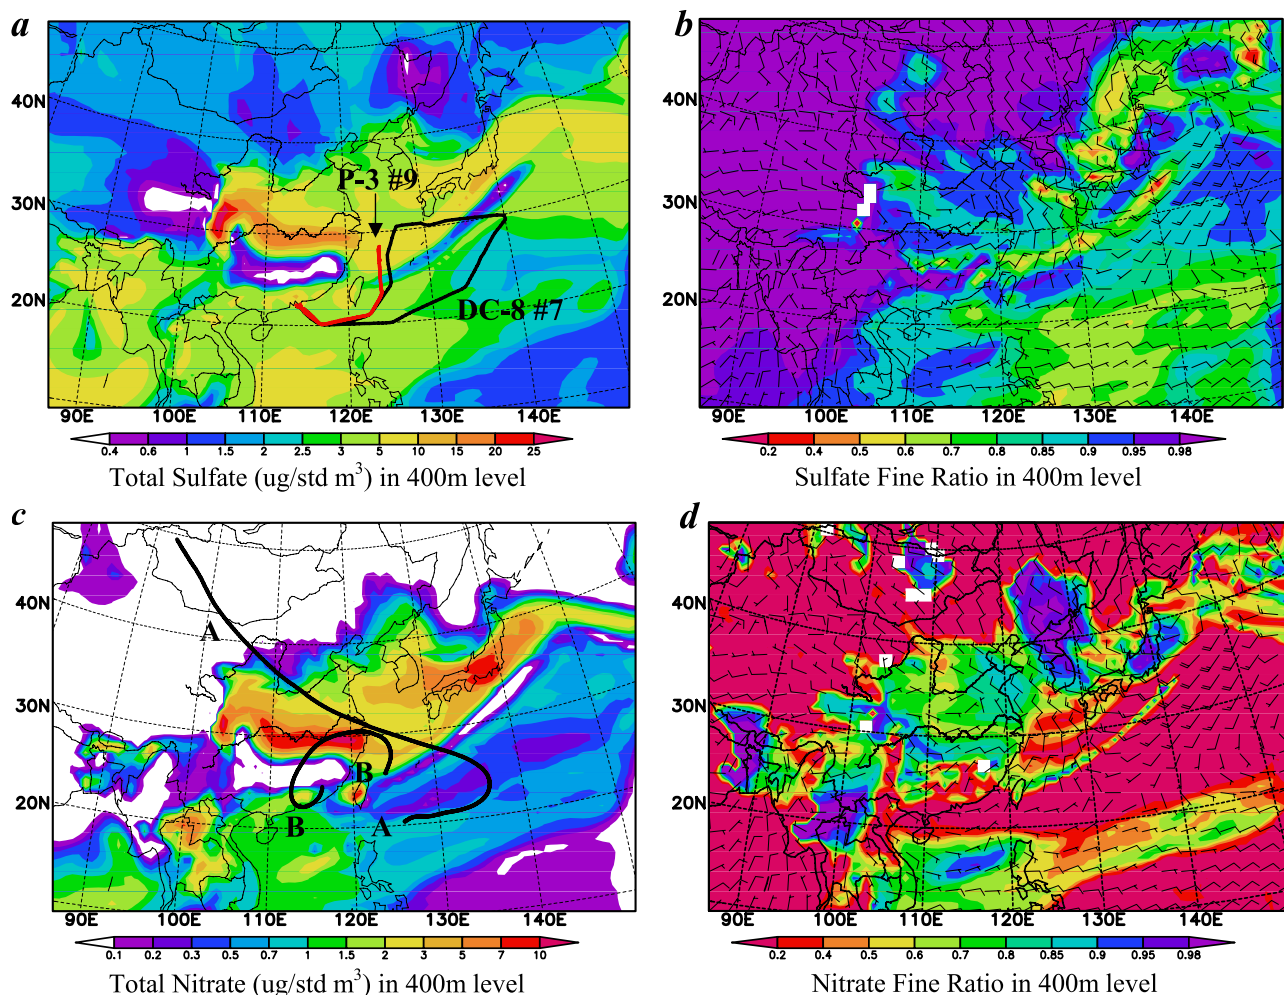 a
b
40N
30N
20N
90E 100E 110E 120E 130E 140E
P-3 #9
DC-8 #7
0.4 0.6 1 1.5 2 2.5 3 5 10 15 20 25
Total Sulfate (ug/std m³) in 400m level
40N
30N
20N
90E 100E 110E 120E 130E 140E
0.2 0.4 0.5 0.6 0.7 0.8 0.85 0.9 0.95 0.98
Sulfate Fine Ratio in 400m level
c
d
40N
30N
20N
90E 100E 110E 120E 130E 140E
A
B
B
A
0.1 0.2 0.3 0.5 0.7 1 1.5 2 3 5 7 10
Total Nitrate (ug/std m³) in 400m level
40N
30N
20N
90E 100E 110E 120E 130E 140E
0.2 0.4 0.5 0.6 0.7 0.8 0.85 0.9 0.95 0.98
Nitrate Fine Ratio in 400m level